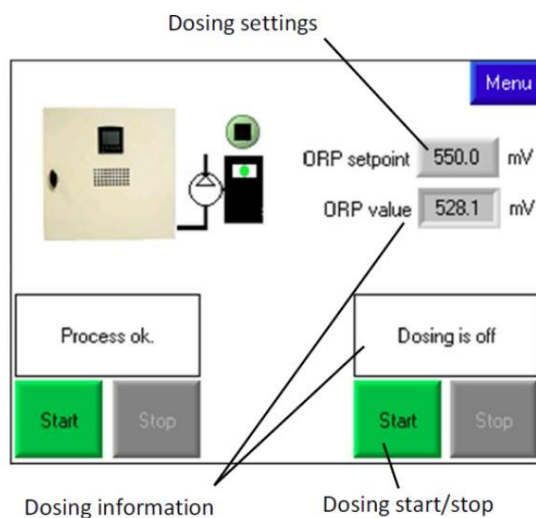 Dosing settings
Menu
ORP setpoint 550.0 mV
ORP value 528.1 mV
Process ok.
Dosing is off
Start Stop Start Stop
Dosing information Dosing start/stop